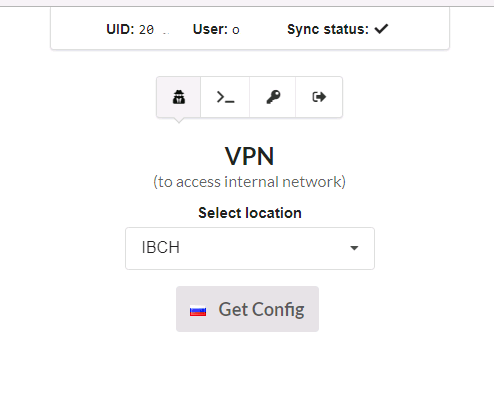 UID: 20 .. User: o Sync status:
VPN
(to access internal network)
Select location
IBCH
Get Config